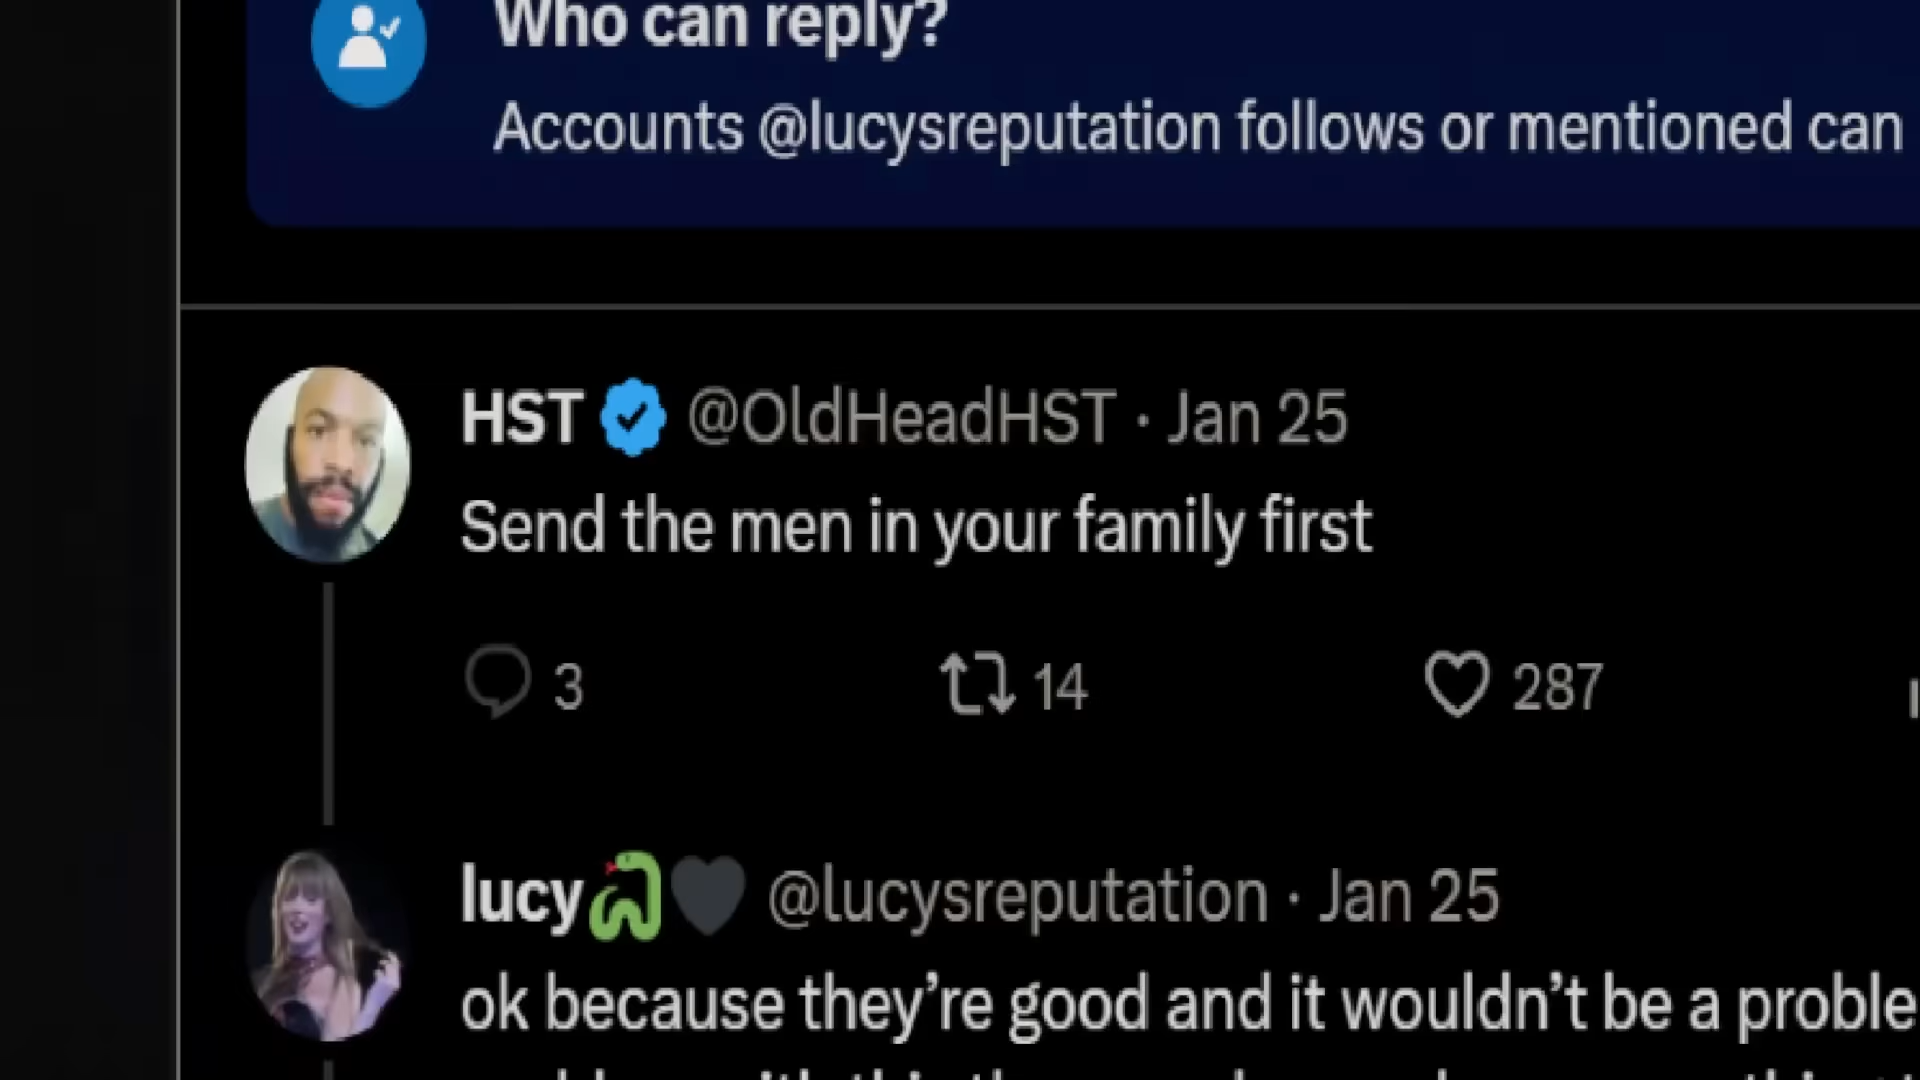 Who can reply?
Accounts @lucysreputation follows or mentioned can
HST @OldHeadHST · Jan 25
Send the men in your family first
3 14 287
lucy🐍🖤 @lucysreputation · Jan 25
ok because they’re good and it wouldn’t be a proble